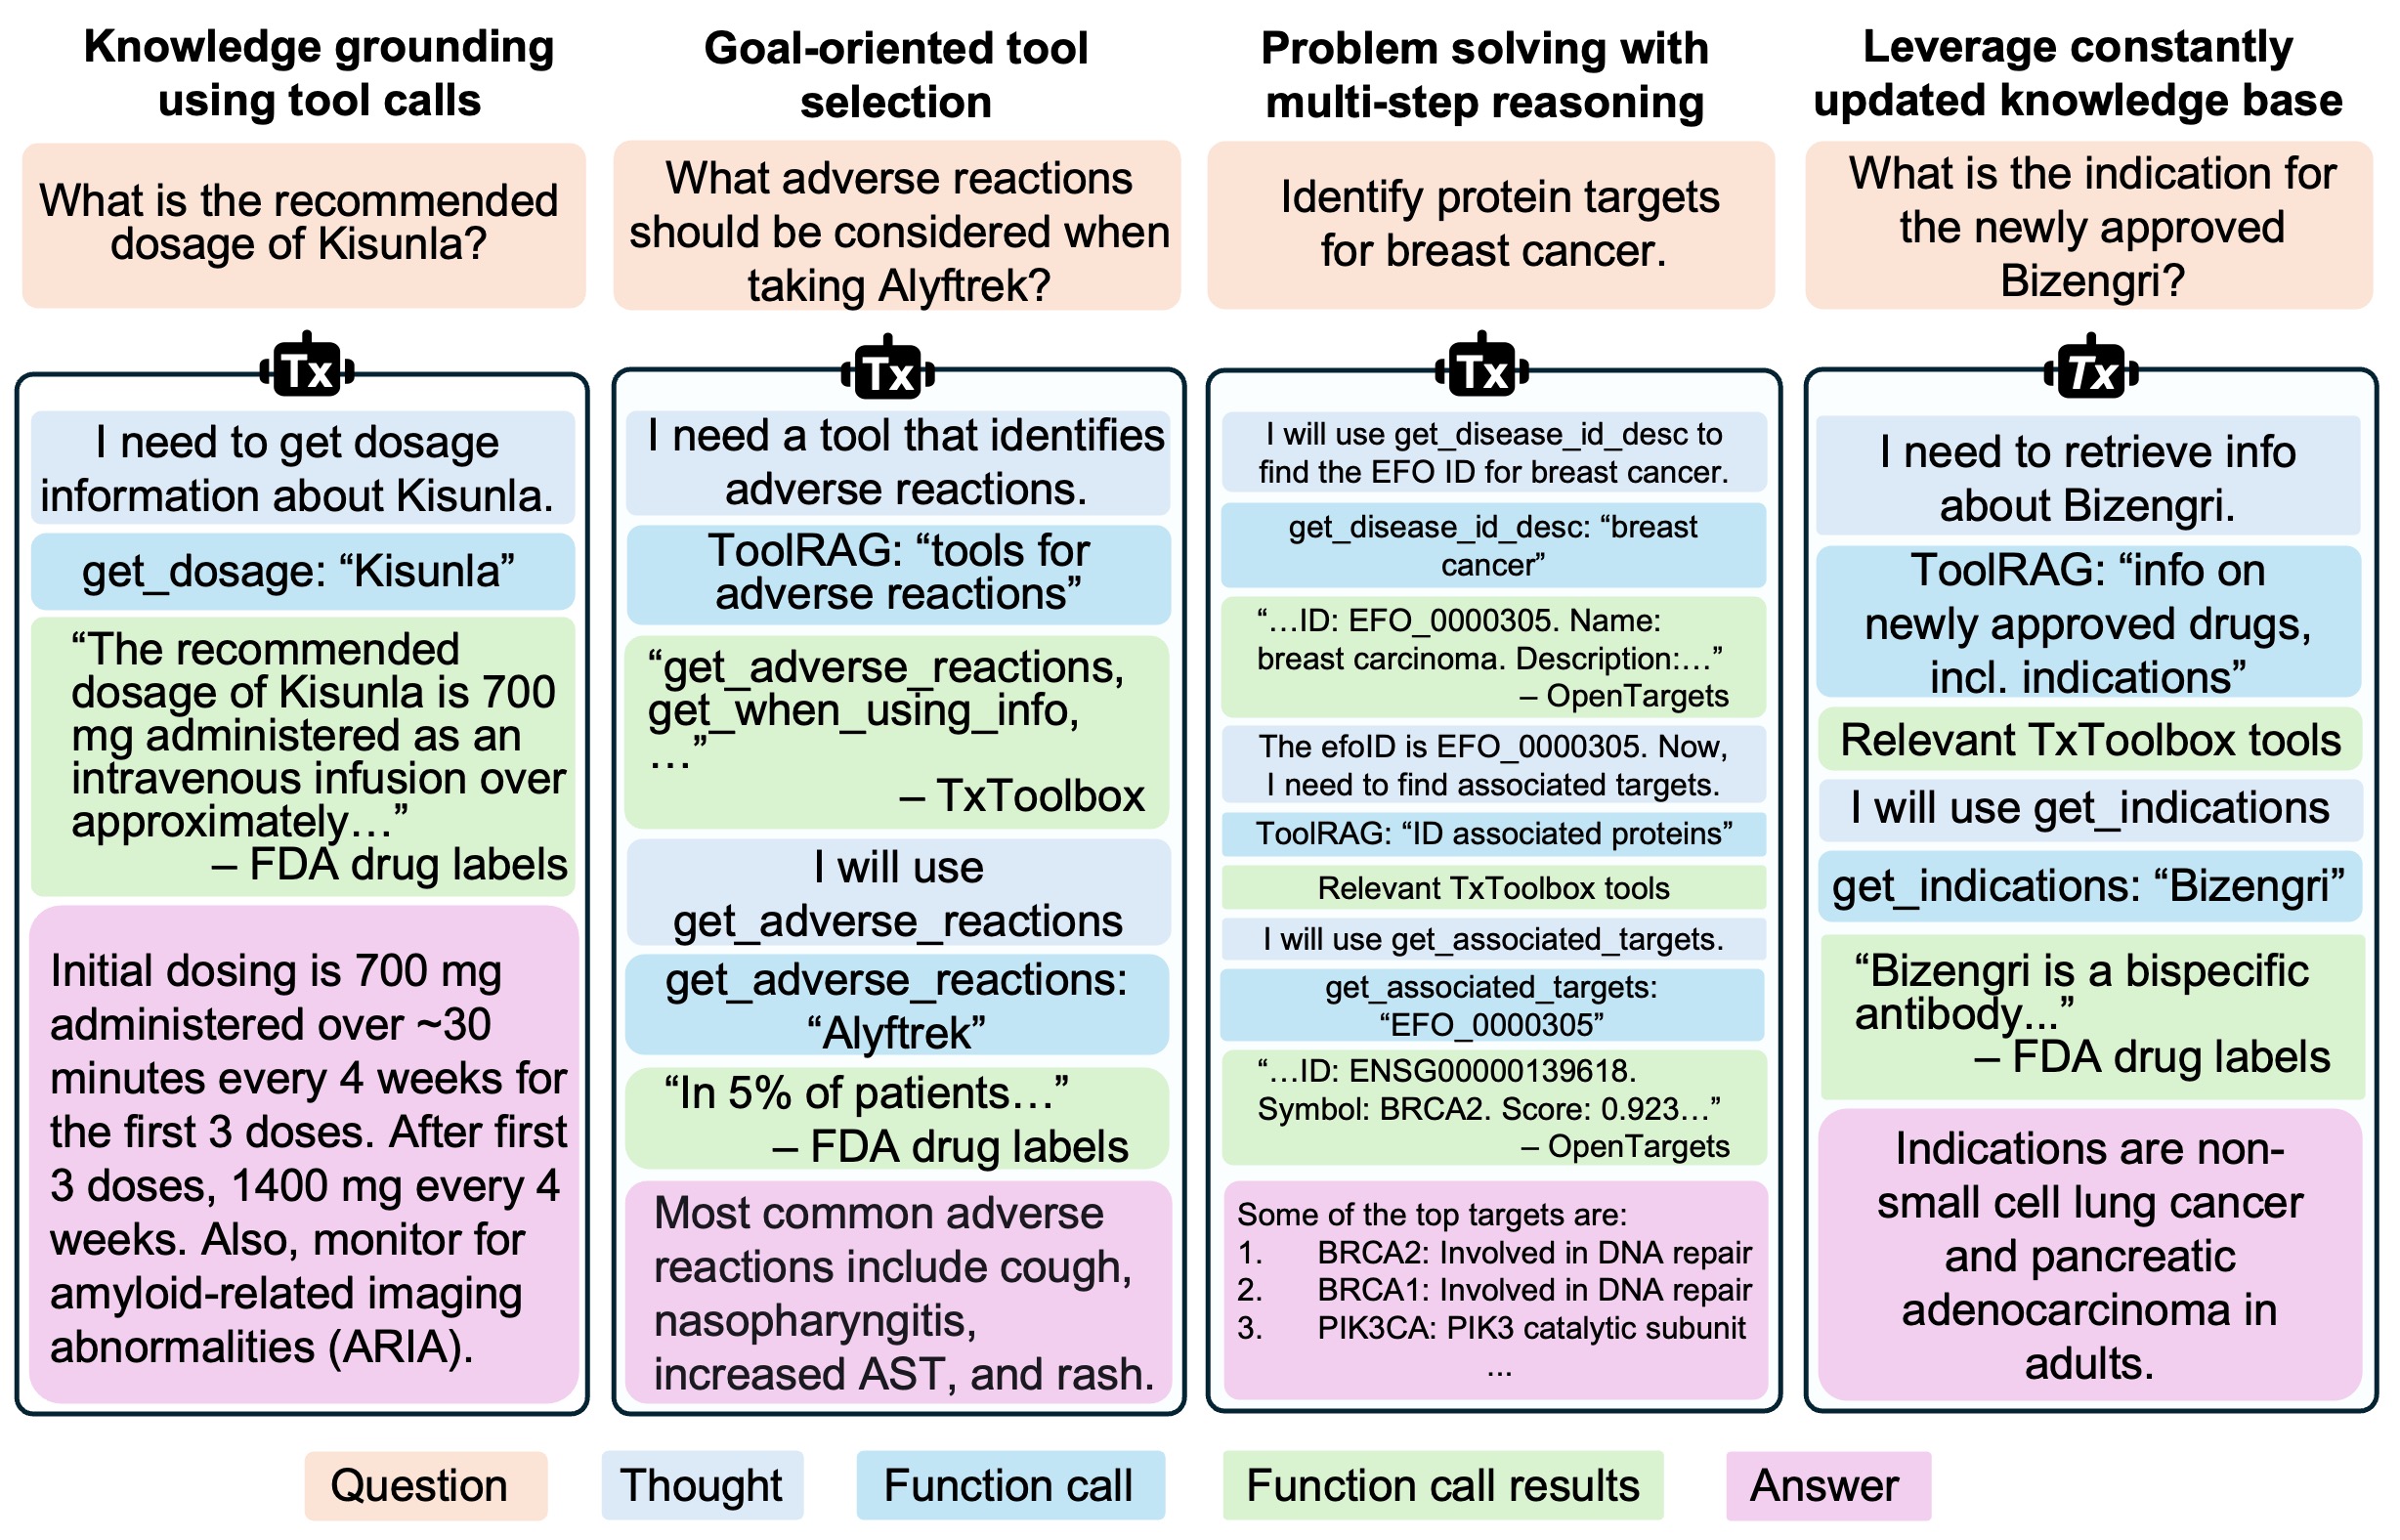 Knowledge grounding
using tool calls
What is the recommended
dosage of Kisunla?
Tx
I need to get dosage
information about Kisunla.
get_dosage: “Kisunla”
“The recommended
dosage of Kisunla is 700
mg administered as an
intravenous infusion over
approximately…”
– FDA drug labels
Initial dosing is 700 mg
administered over ~30
minutes every 4 weeks for
the first 3 doses. After first
3 doses, 1400 mg every 4
weeks. Also, monitor for
amyloid-related imaging
abnormalities (ARIA).
Goal-oriented tool
selection
What adverse reactions
should be considered when
taking Alyftrek?
Tx
I need a tool that identifies
adverse reactions.
ToolRAG: “tools for
adverse reactions”
“get_adverse_reactions,
get_when_using_info,
…”
– TxToolbox
I will use
get_adverse_reactions
get_adverse_reactions:
“Alyftrek”
“In 5% of patients…”
– FDA drug labels
Most common adverse
reactions include cough,
nasopharyngitis,
increased AST, and rash.
Problem solving with
multi-step reasoning
Identify protein targets
for breast cancer.
Tx
I will use get_disease_id_desc to
find the EFO ID for breast cancer.
get_disease_id_desc: “breast
cancer”
“…ID: EFO_0000305. Name:
breast carcinoma. Description:…”
– OpenTargets
The efoID is EFO_0000305. Now,
I need to find associated targets.
ToolRAG: “ID associated proteins”
Relevant TxToolbox tools
I will use get_associated_targets.
get_associated_targets:
“EFO_0000305”
“…ID: ENSG00000139618.
Symbol: BRCA2. Score: 0.923…”
– OpenTargets
Some of the top targets are:
1. BRCA2: Involved in DNA repair
2. BRCA1: Involved in DNA repair
3. PIK3CA: PIK3 catalytic subunit
...
Leverage constantly
updated knowledge base
What is the indication for
the newly approved
Bizengri?
Tx
I need to retrieve info
about Bizengri.
ToolRAG: “info on
newly approved drugs,
incl. indications”
Relevant TxToolbox tools
I will use get_indications
get_indications: “Bizengri”
“Bizengri is a bispecific
antibody...”
– FDA drug labels
Indications are non-
small cell lung cancer
and pancreatic
adenocarcinoma in
adults.
Question
Thought
Function call
Function call results
Answer